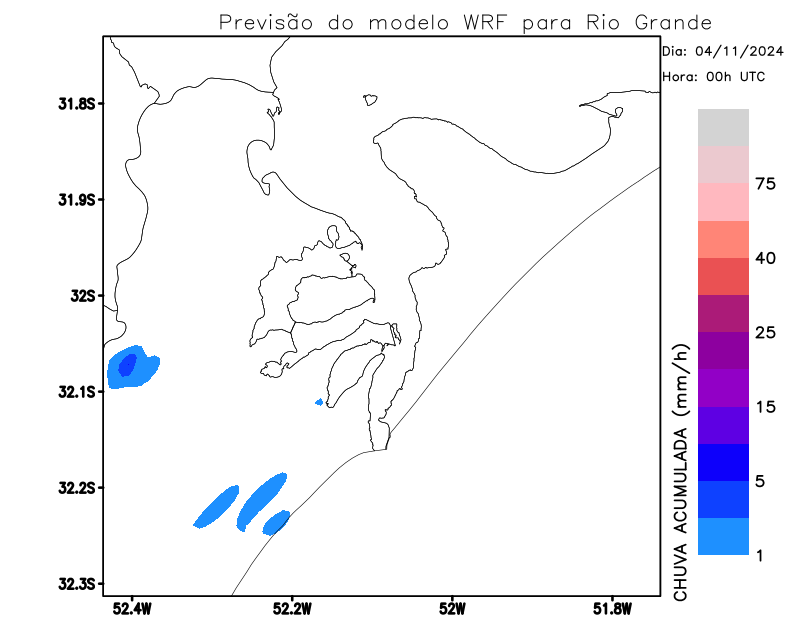 Previsão do modelo WRF para Rio Grande
Dia: 04/11/2024
Hora: 00h UTC
31.8S
31.9S
32S
32.1S
32.2S
32.3S
52.4W
52.2W
52W
51.8W
75
40
25
15
5
1
CHUVA ACUMULADA (mm/h)